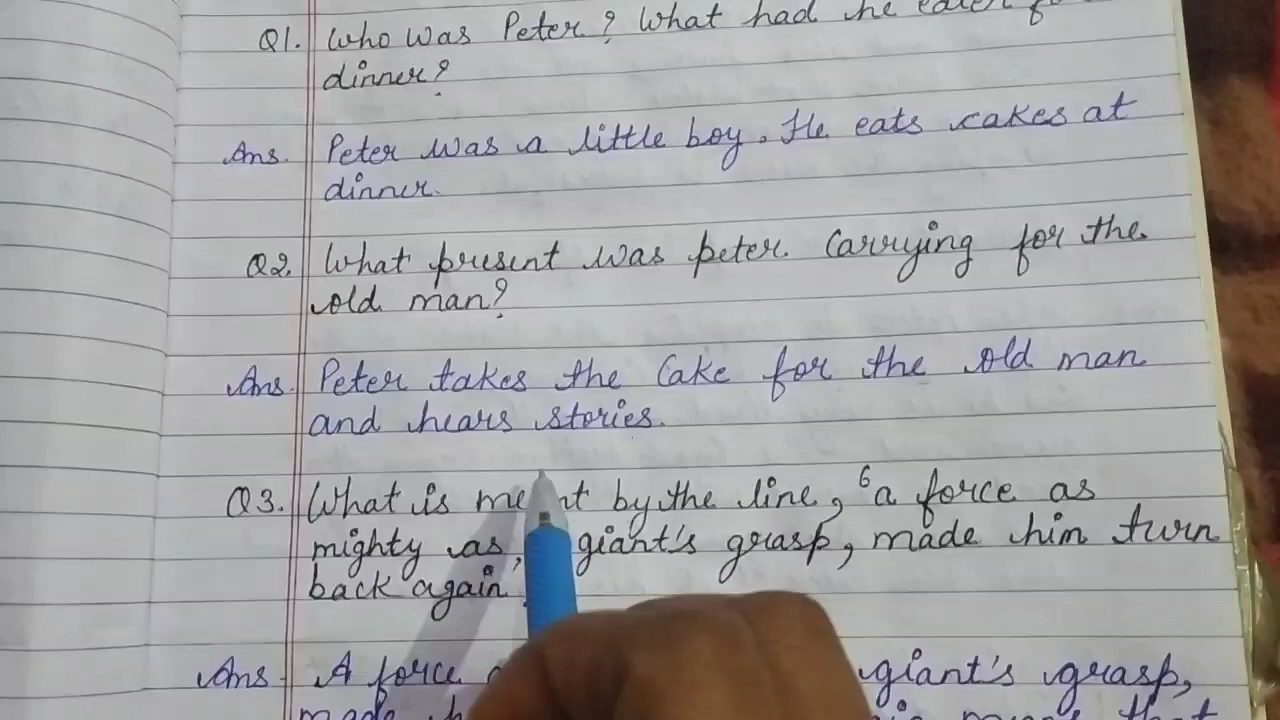 Q1. Who was Peter? What had he eaten
dinner?
Ans. Peter was a little boy. He eats cakes at
dinner.
Q2. What present was peter carrying for the
old man?
Ans. Peter takes the Cake for the old man
and hears stories.
Q3. What is by the line, 'a force as
mighty as, giant's grasp, made him turn
back again
Ans A force giant's grasp,